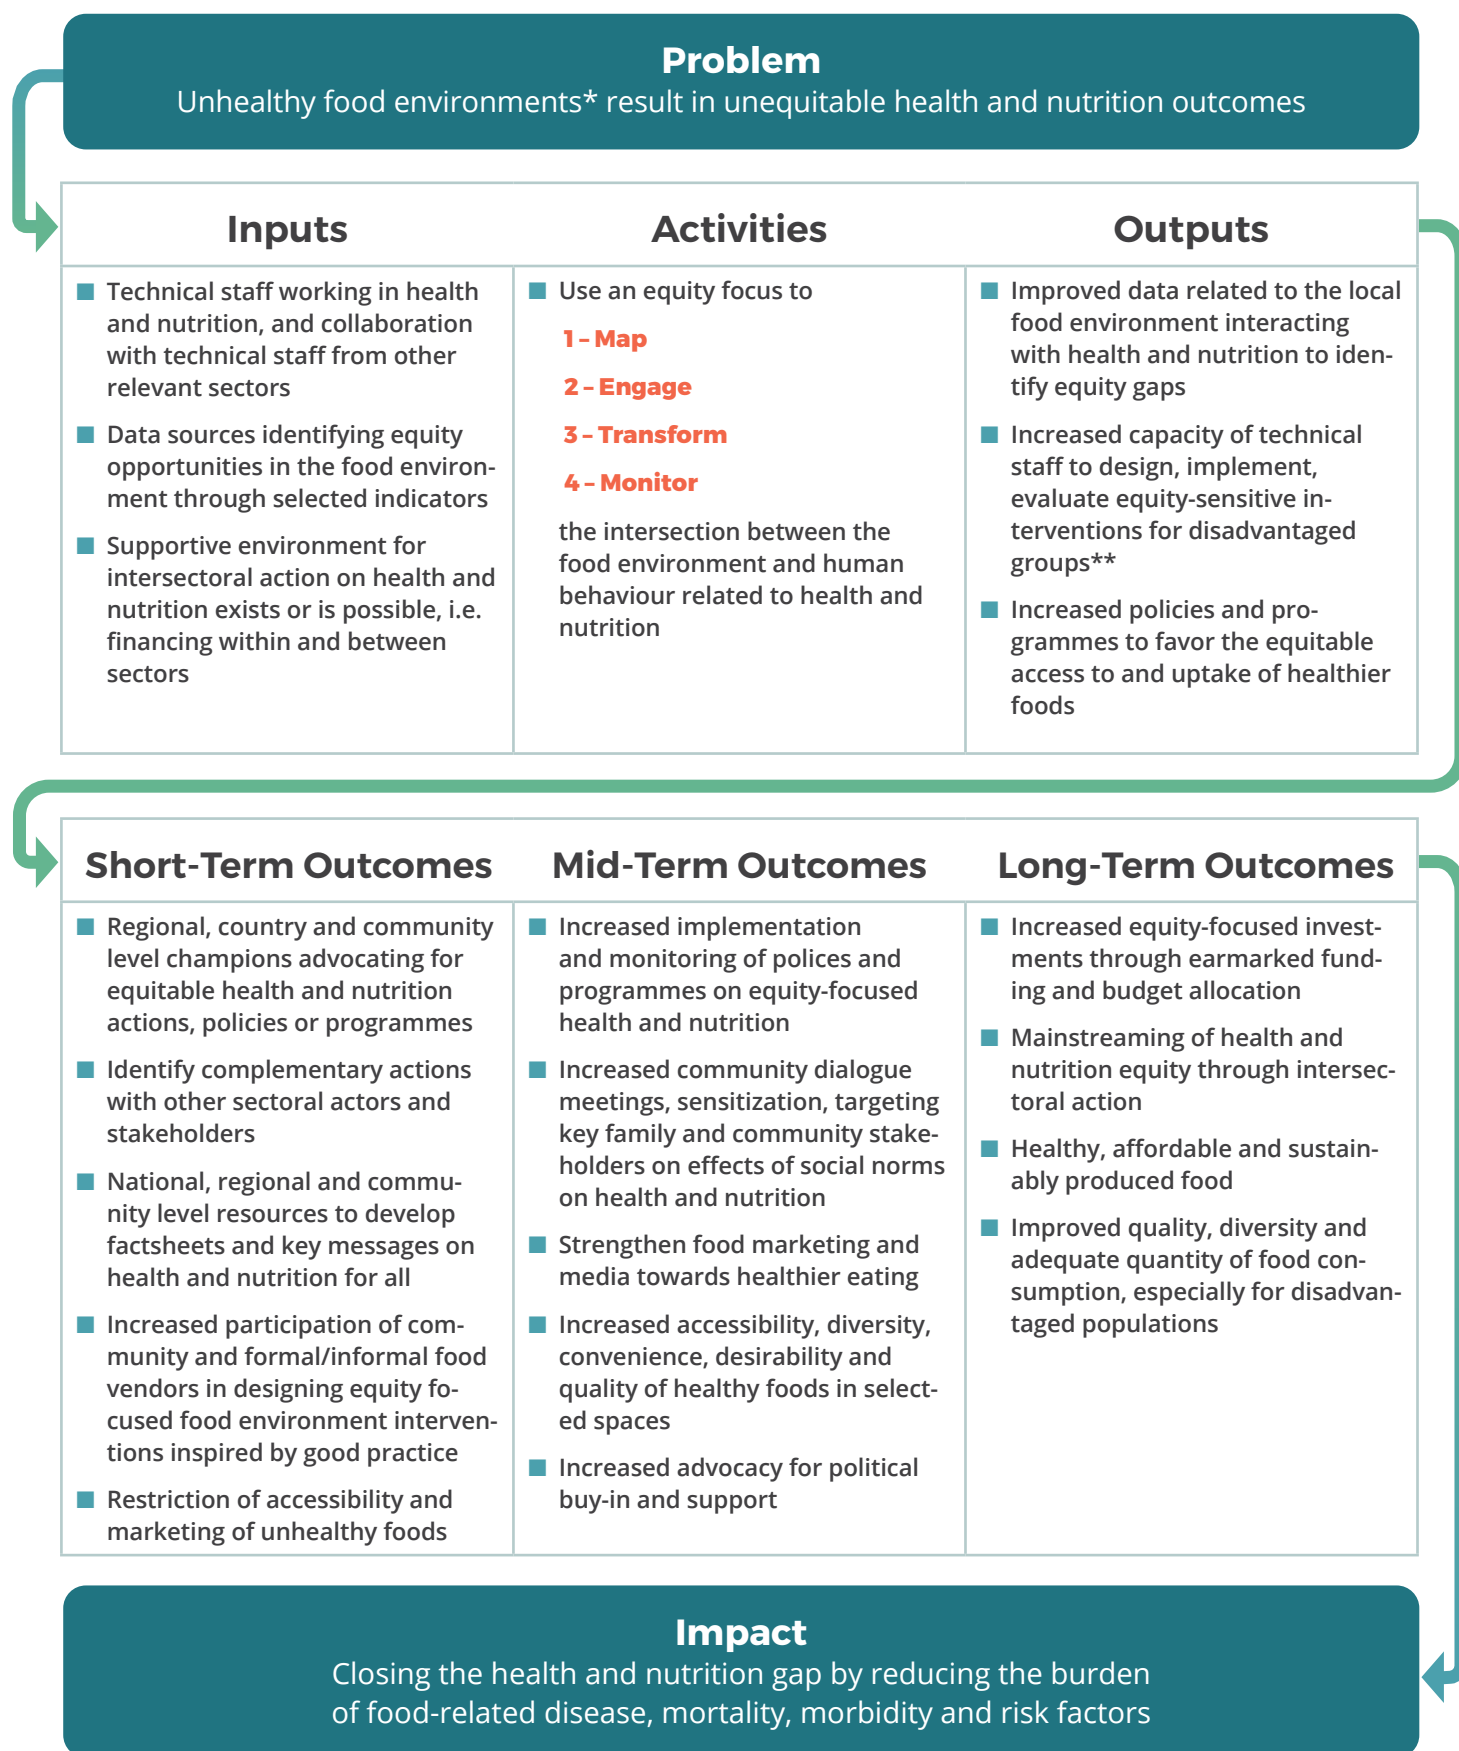 Problem
Unhealthy food environments* result in unequitable health and nutrition outcomes
Inputs
Technical staff working in health
and nutrition, and collaboration
with technical staff from other
relevant sectors
Data sources identifying equity
opportunities in the food environ-
ment through selected indicators
Supportive environment for
intersectoral action on health and
nutrition exists or is possible, i.e.
financing within and between
sectors
Activities
Use an equity focus to
1 – Map
2 – Engage
3 – Transform
4 – Monitor
the intersection between the
food environment and human
behaviour related to health and
nutrition
Outputs
Improved data related to the local
food environment interacting
with health and nutrition to iden-
tify equity gaps
Increased capacity of technical
staff to design, implement,
evaluate equity-sensitive in-
terventions for disadvantaged
groups**
Increased policies and pro-
grammes to favor the equitable
access to and uptake of healthier
foods
Short-Term Outcomes
Regional, country and community
level champions advocating for
equitable health and nutrition
actions, policies or programmes
Identify complementary actions
with other sectoral actors and
stakeholders
National, regional and commu-
nity level resources to develop
factsheets and key messages on
health and nutrition for all
Increased participation of com-
munity and formal/informal food
vendors in designing equity fo-
cused food environment interven-
tions inspired by good practice
Restriction of accessibility and
marketing of unhealthy foods
Mid-Term Outcomes
Increased implementation
and monitoring of polices and
programmes on equity-focused
health and nutrition
Increased community dialogue
meetings, sensitization, targeting
key family and community stake-
holders on effects of social norms
on health and nutrition
Strengthen food marketing and
media towards healthier eating
Increased accessibility, diversity,
convenience, desirability and
quality of healthy foods in select-
ed spaces
Increased advocacy for political
buy-in and support
Long-Term Outcomes
Increased equity-focused invest-
ments through earmarked fund-
ing and budget allocation
Mainstreaming of health and
nutrition equity through intersec-
toral action
Healthy, affordable and sustain-
ably produced food
Improved quality, diversity and
adequate quantity of food con-
sumption, especially for disadvan-
taged populations
Impact
Closing the health and nutrition gap by reducing the burden
of food-related disease, mortality, morbidity and risk factors